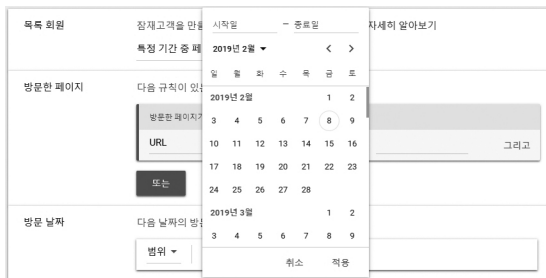 목록 회원
잠재고객을 만들
자세히 알아보기
특정 기간 중 페
방문한 페이지
다음 규칙이 있는
방문한 페이지가
URL
그리고
또는
방문 날짜
다음 날짜의 방문
범위
시작일 – 종료일
2019년 2월
일 월 화 수 목 금 토
2019년 2월 1 2
3 4 5 6 7 8 9
10 11 12 13 14 15 16
17 18 19 20 21 22 23
24 25 26 27 28
2019년 3월 1 2
3 4 5 6 7 8 9
취소 적용